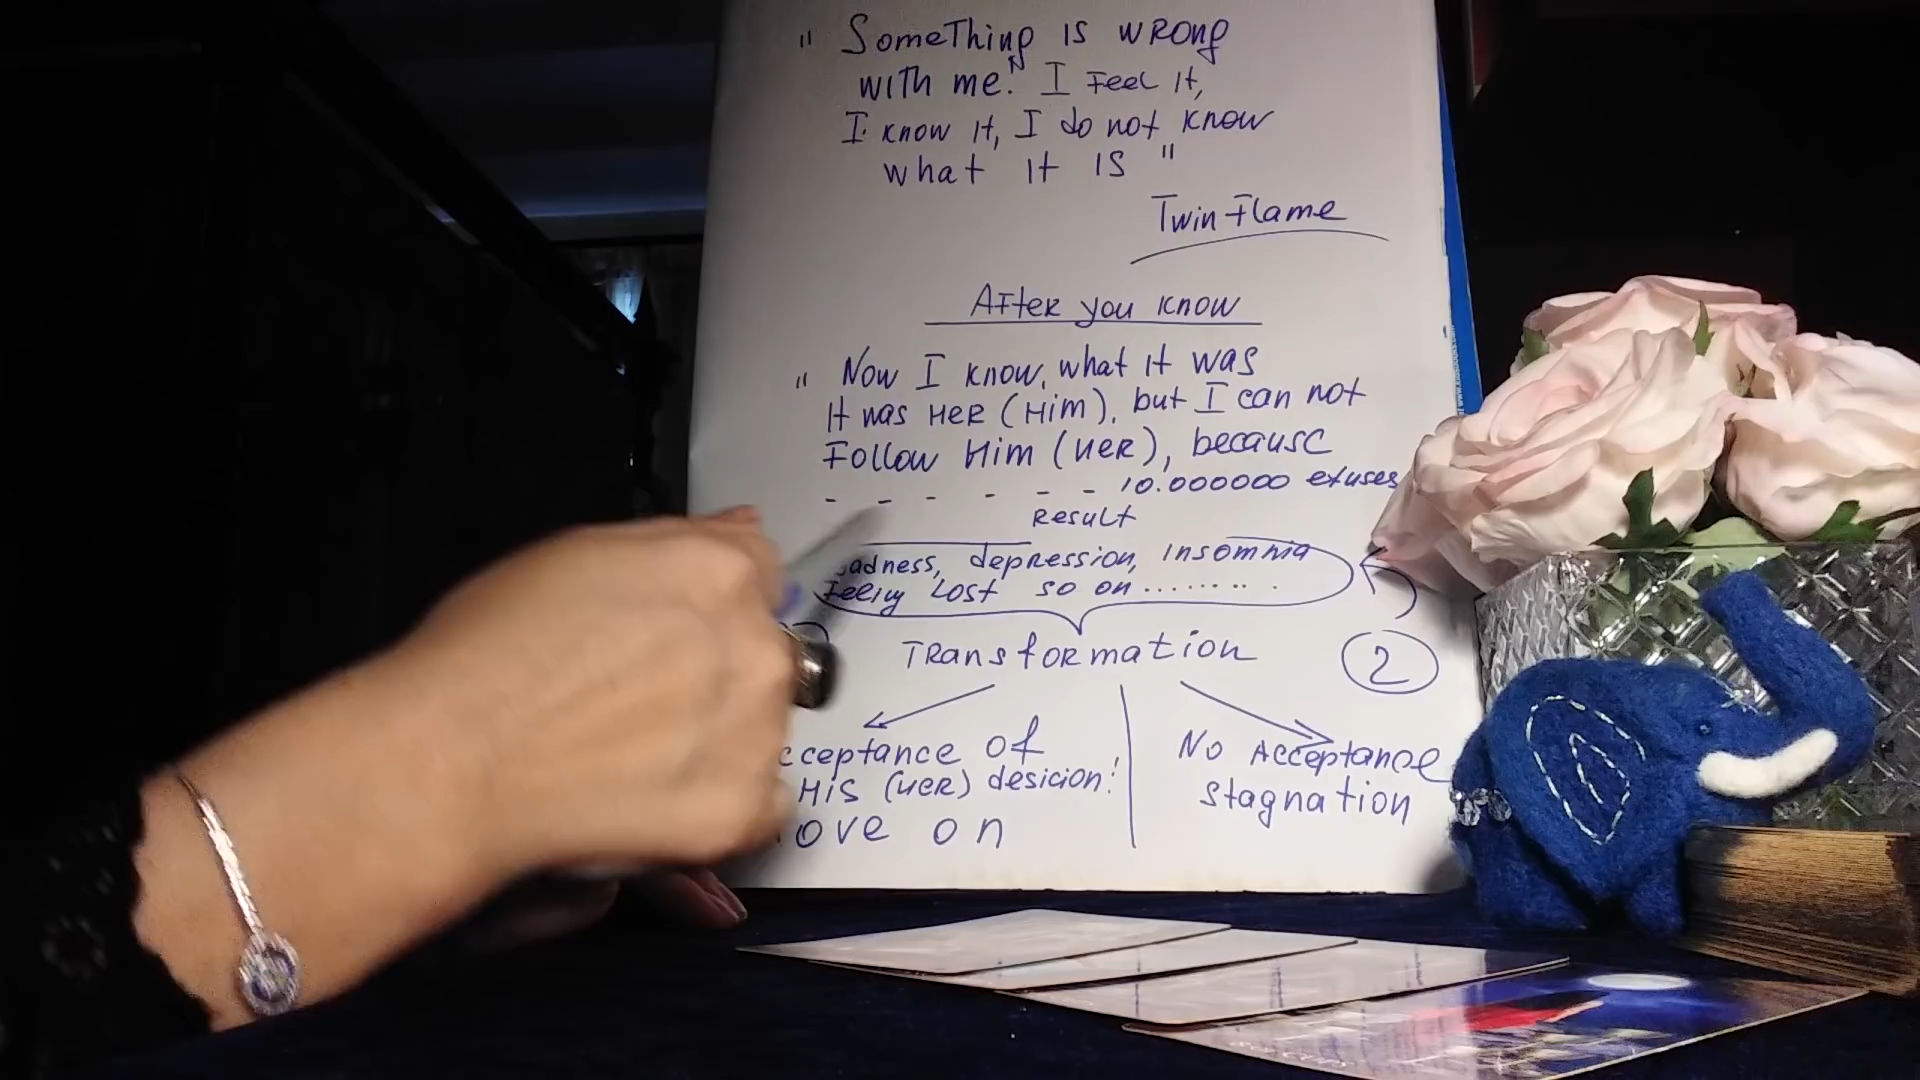 " Something is wrong
with me." I feel it,
I know it, I do not know
what it is "
Twin Flame
After you know
" Now I know, what it was
It was Her (Him), but I can not
Follow Him (Her), because
- - - - - - 10.000000 exuses
Result
adness, depression, insomnia
feeliy lost so on ........ .
Transformation
2
cceptance of
His (Her) desicion!
ove on
No Acceptance
Stagnation